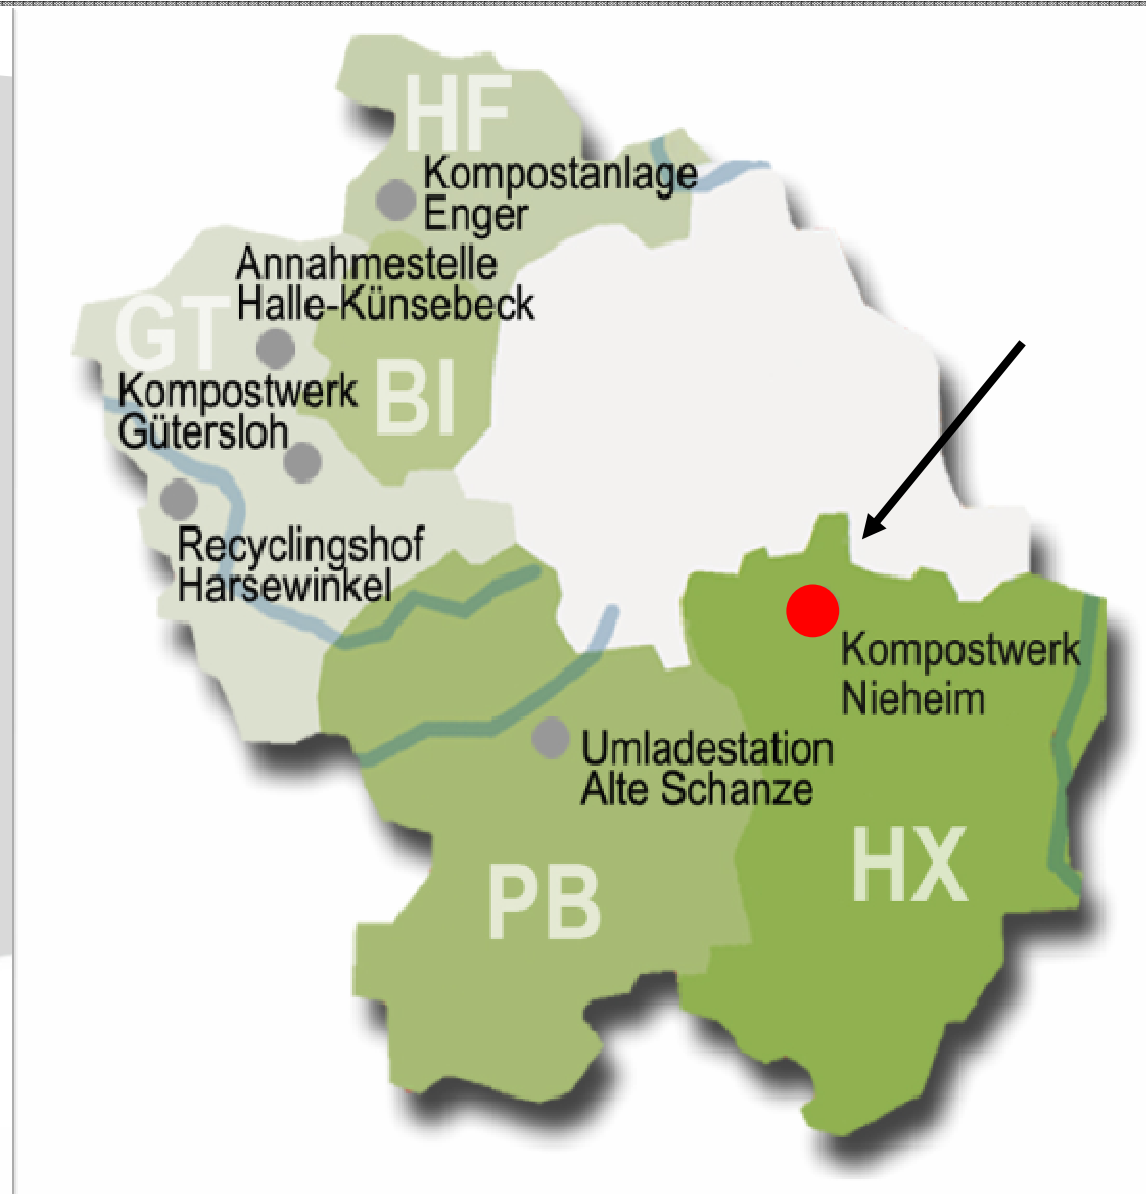 HF
Kompostanlage
Enger
Annahmestelle
Halle-Künsebeck
GT
BI
Kompostwerk
Gütersloh
Recyclingshof
Harsewinkel
Kompostwerk
Nieheim
Umladestation
Alte Schanze
HX
PB